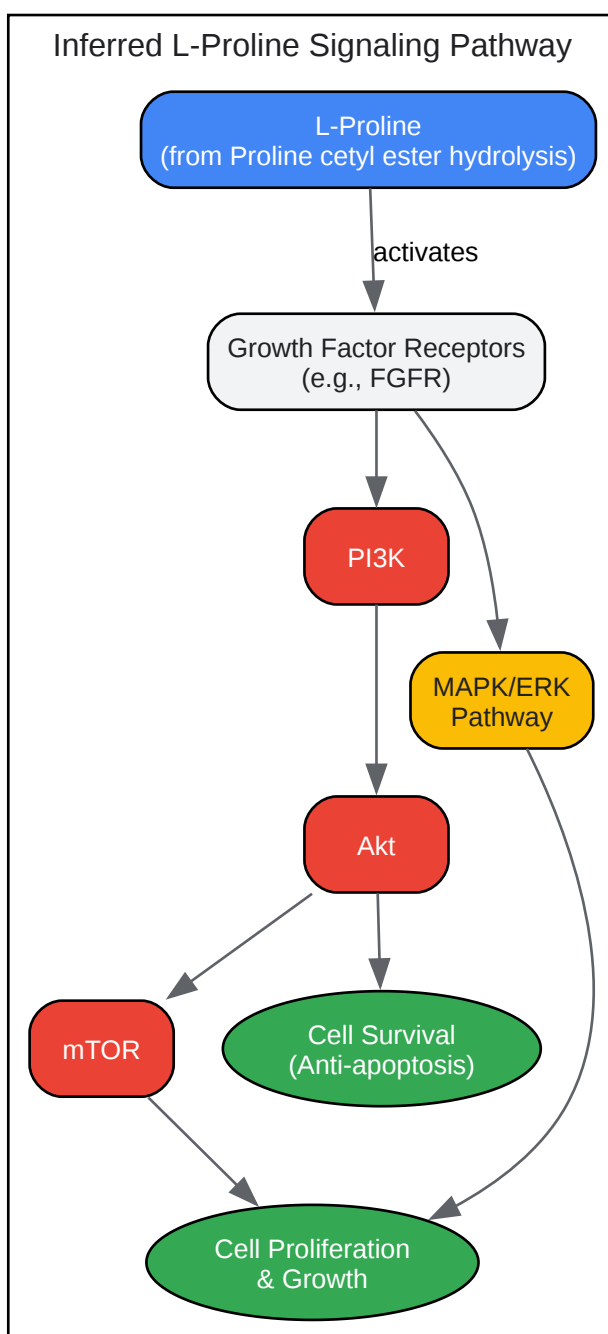 Inferred L-Proline Signaling Pathway
L-Proline
(from Proline cetyl ester hydrolysis)
activates
Growth Factor Receptors
(e.g., FGFR)
PI3K
MAPK/ERK
Pathway
Akt
mTOR
Cell Survival
(Anti-apoptosis)
Cell Proliferation
& Growth